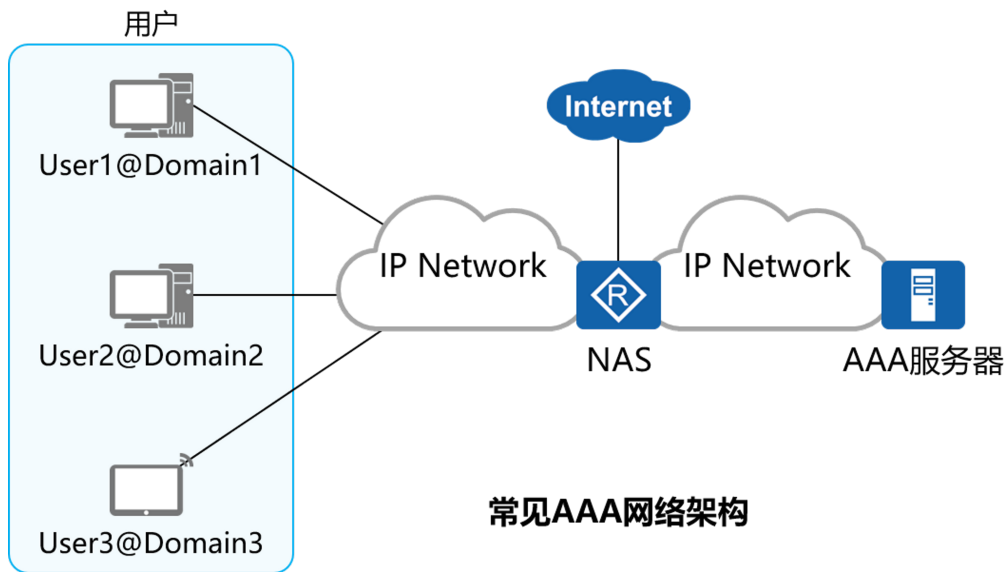 用户
User1@Domain1
User2@Domain2
User3@Domain3
Internet
IP Network
R
NAS
IP Network
AAA服务器
常见AAA网络架构